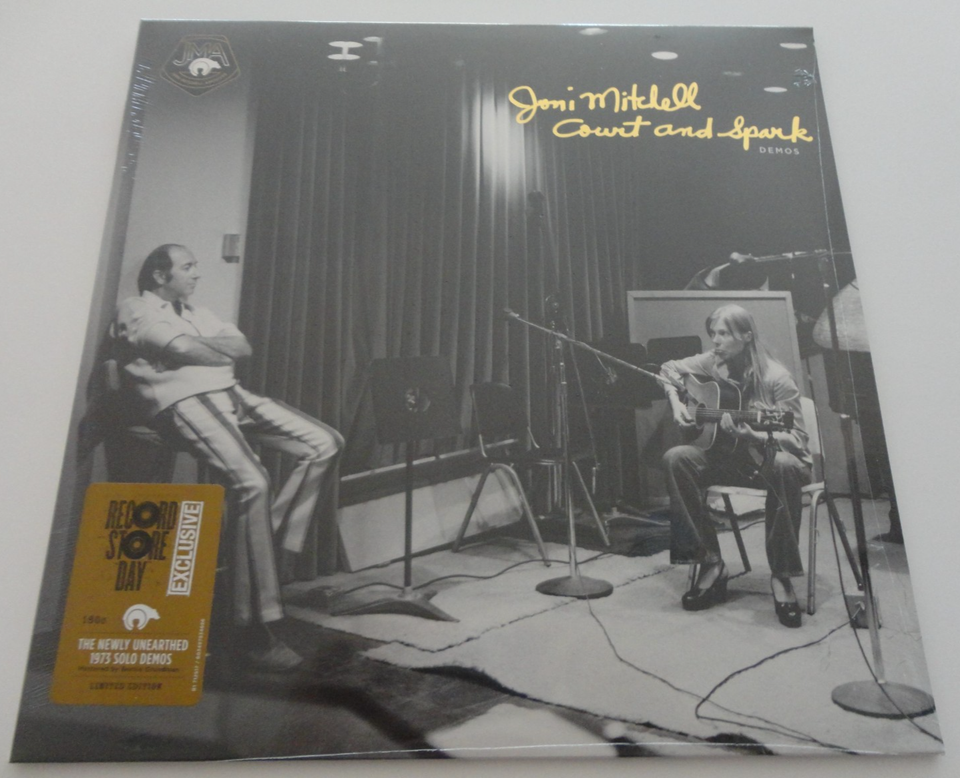 JMA
Joni Mitchell
Court and Spark
DEMOS
RECORD
STORE
DAY
EXCLUSIVE
180g
THE NEWLY UNEARTHED
1973 SOLO DEMOS
LIMITED EDITION